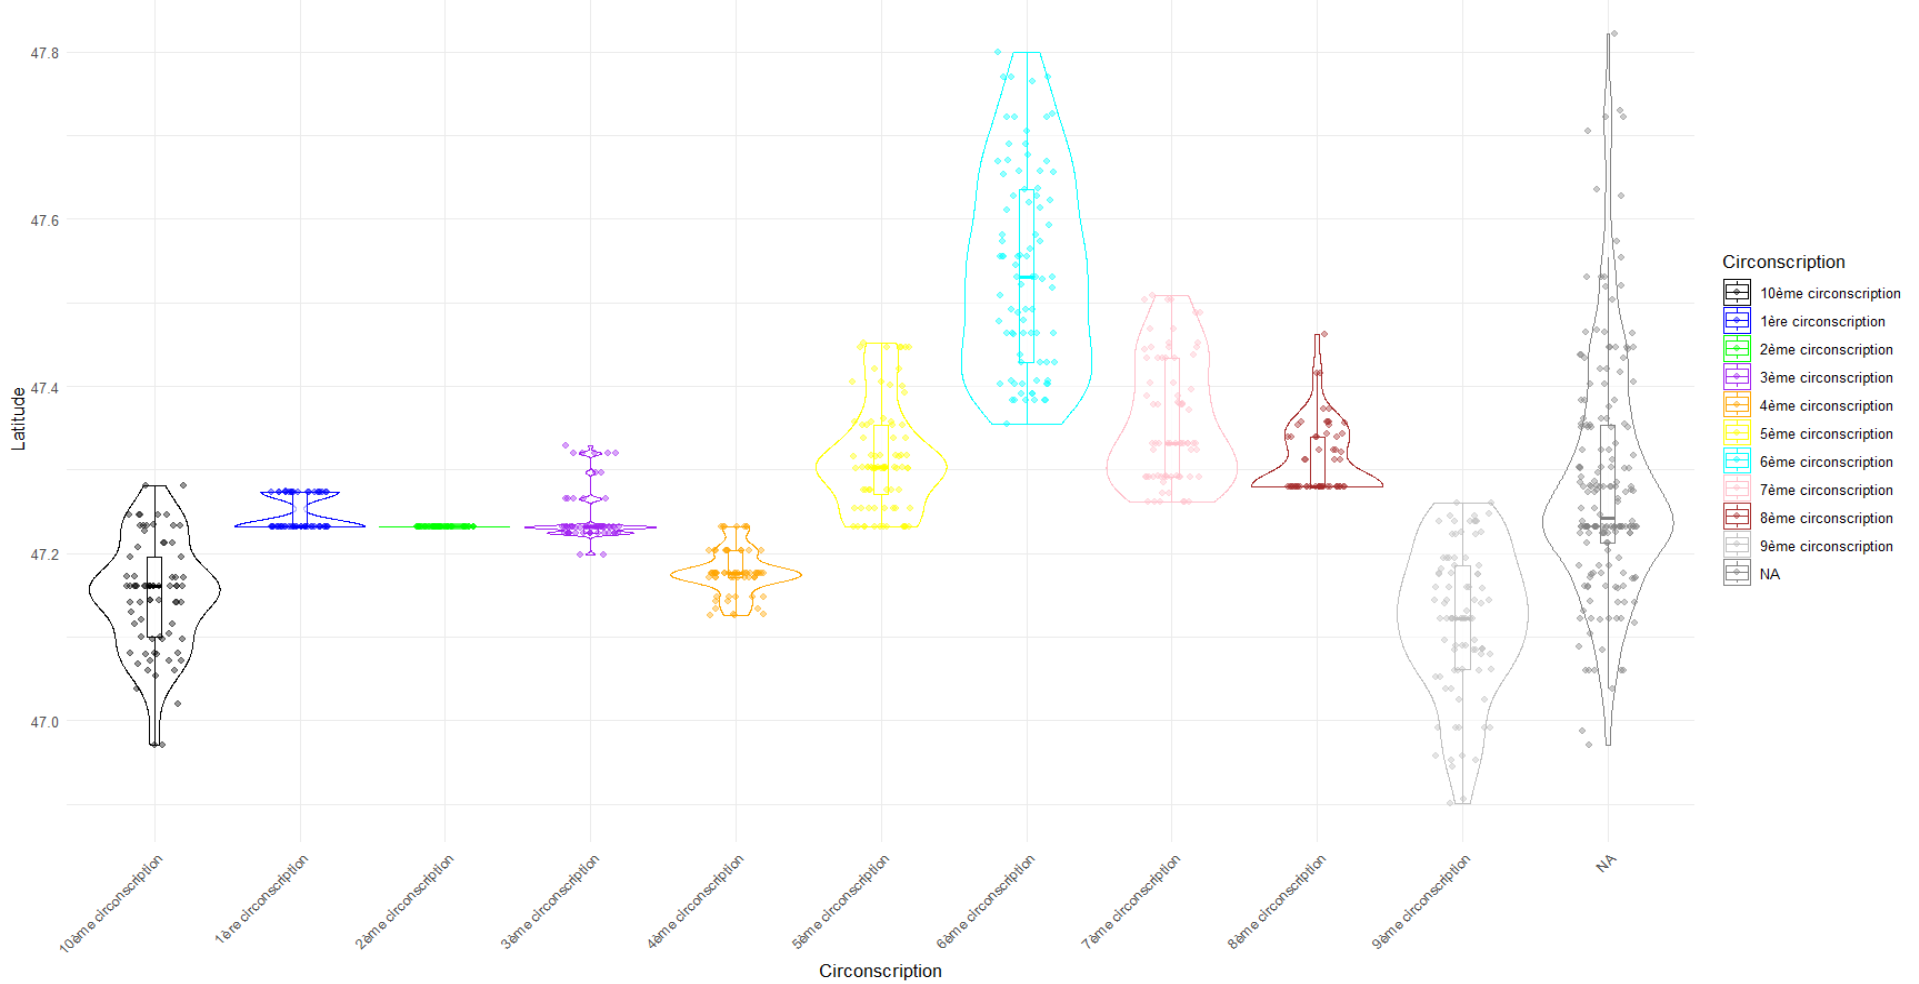 47.8
47.6
47.4
47.2
47.0
Latitude
10ème circonscription
1ère circonscription
2ème circonscription
3ème circonscription
4ème circonscription
5ème circonscription
6ème circonscription
7ème circonscription
8ème circonscription
9ème circonscription
NA
Circonscription
Circonscription
10ème circonscription
1ère circonscription
2ème circonscription
3ème circonscription
4ème circonscription
5ème circonscription
6ème circonscription
7ème circonscription
8ème circonscription
9ème circonscription
NA